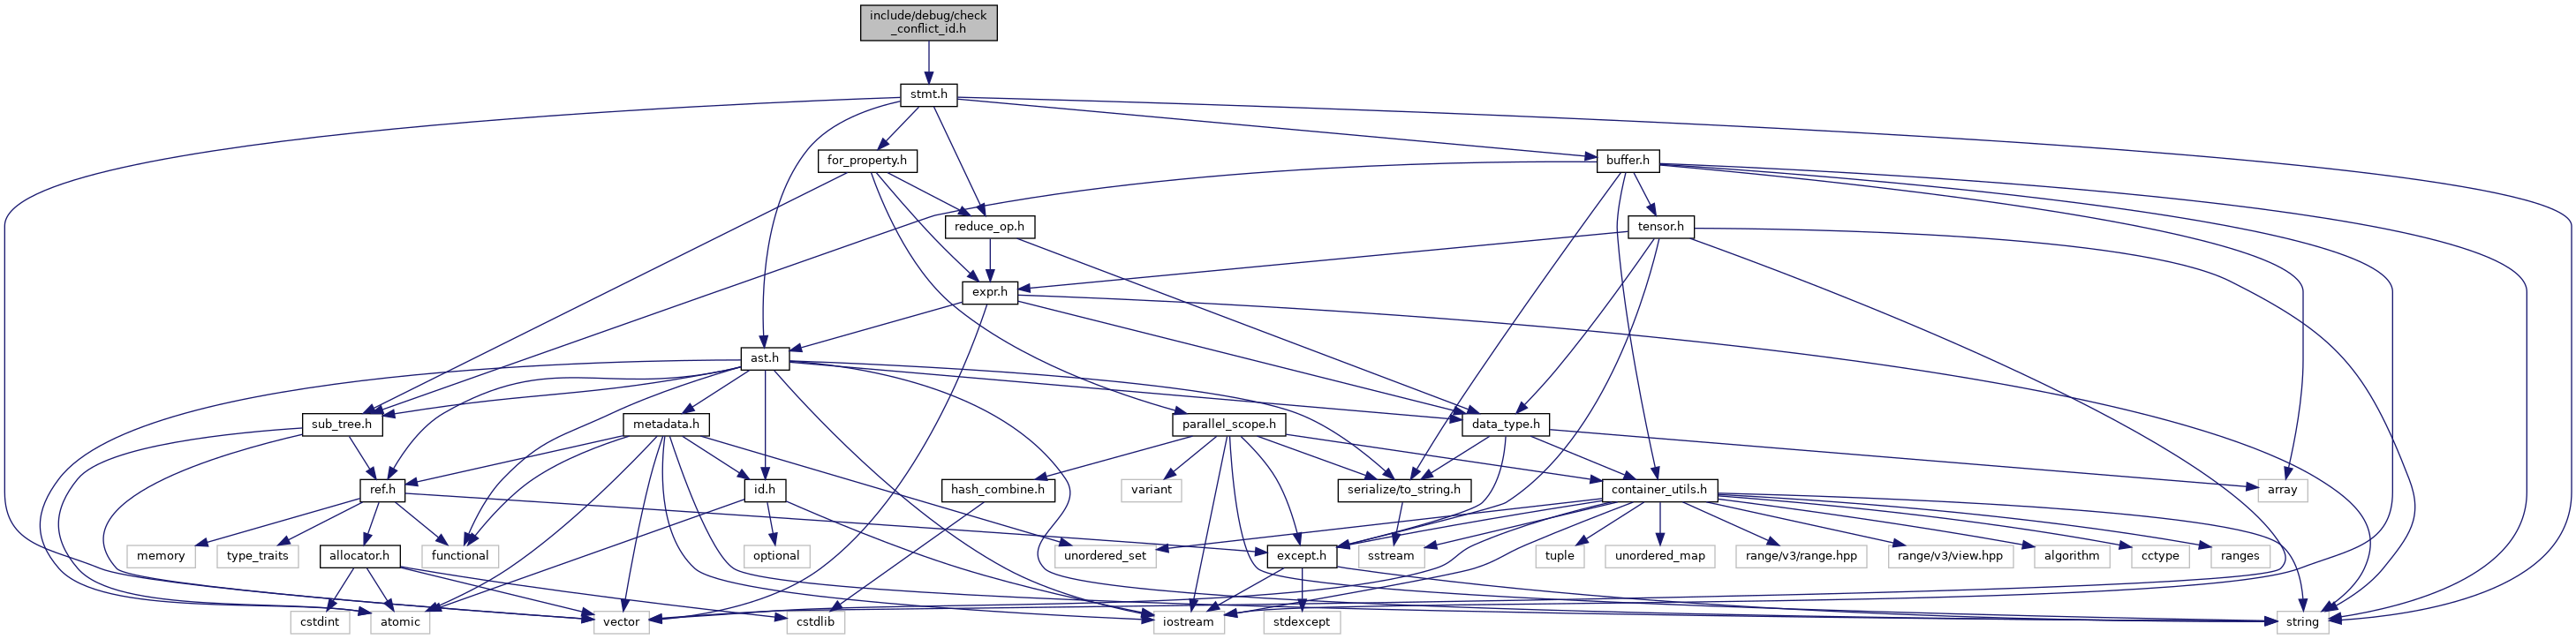 include/debug/check
_conflict_id.h
stmt.h
for_property.h
buffer.h
reduce_op.h
tensor.h
expr.h
ast.h
sub_tree.h
metadata.h
parallel_scope.h
data_type.h
ref.h
id.h
hash_combine.h
variant
serialize/to_string.h
container_utils.h
array
memory
type_traits
allocator.h
functional
optional
unordered_set
except.h
sstream
tuple
unordered_map
range/v3/range.hpp
range/v3/view.hpp
algorithm
cctype
ranges
cstdint
atomic
vector
cstdlib
iostream
stdexcept
string